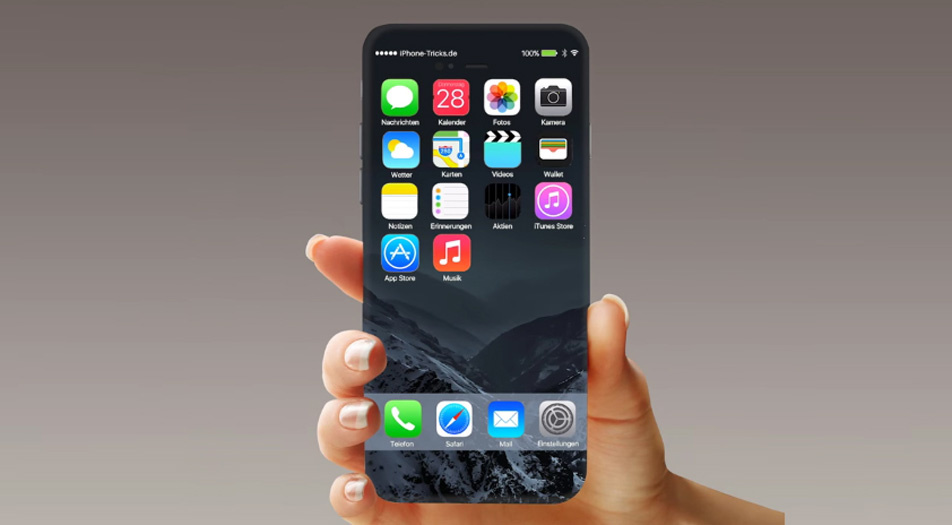 iPhone-Tricks.de 100%
28
Nachrichten Kalender Fotos Kamera
280
Wetter Karten Videos Wallet
Notizen Erinnerungen Aktien iTunes Store
App Store Musik
Telefon Safari Mail Einstellungen